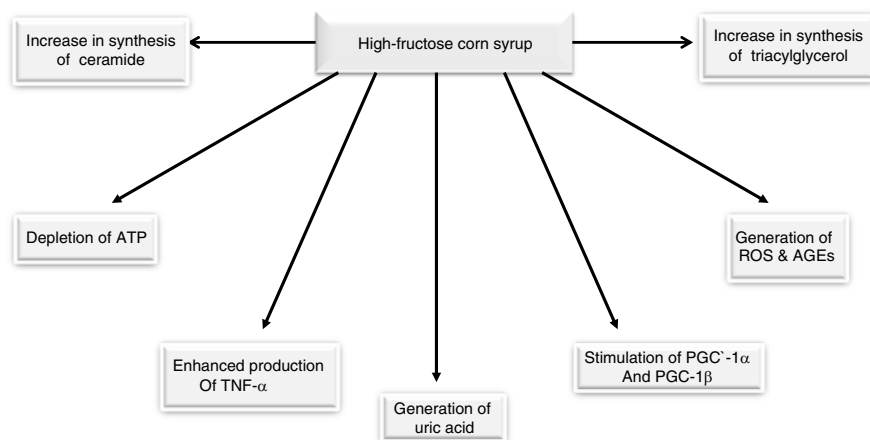 Increase in synthesis
of ceramide
High-fructose corn syrup
Increase in synthesis
of triacylglycerol
Depletion of ATP
Generation of
ROS & AGEs
Enhanced production
Of TNF-α
Stimulation of PGC`-1α
And PGC-1β
Generation of
uric acid